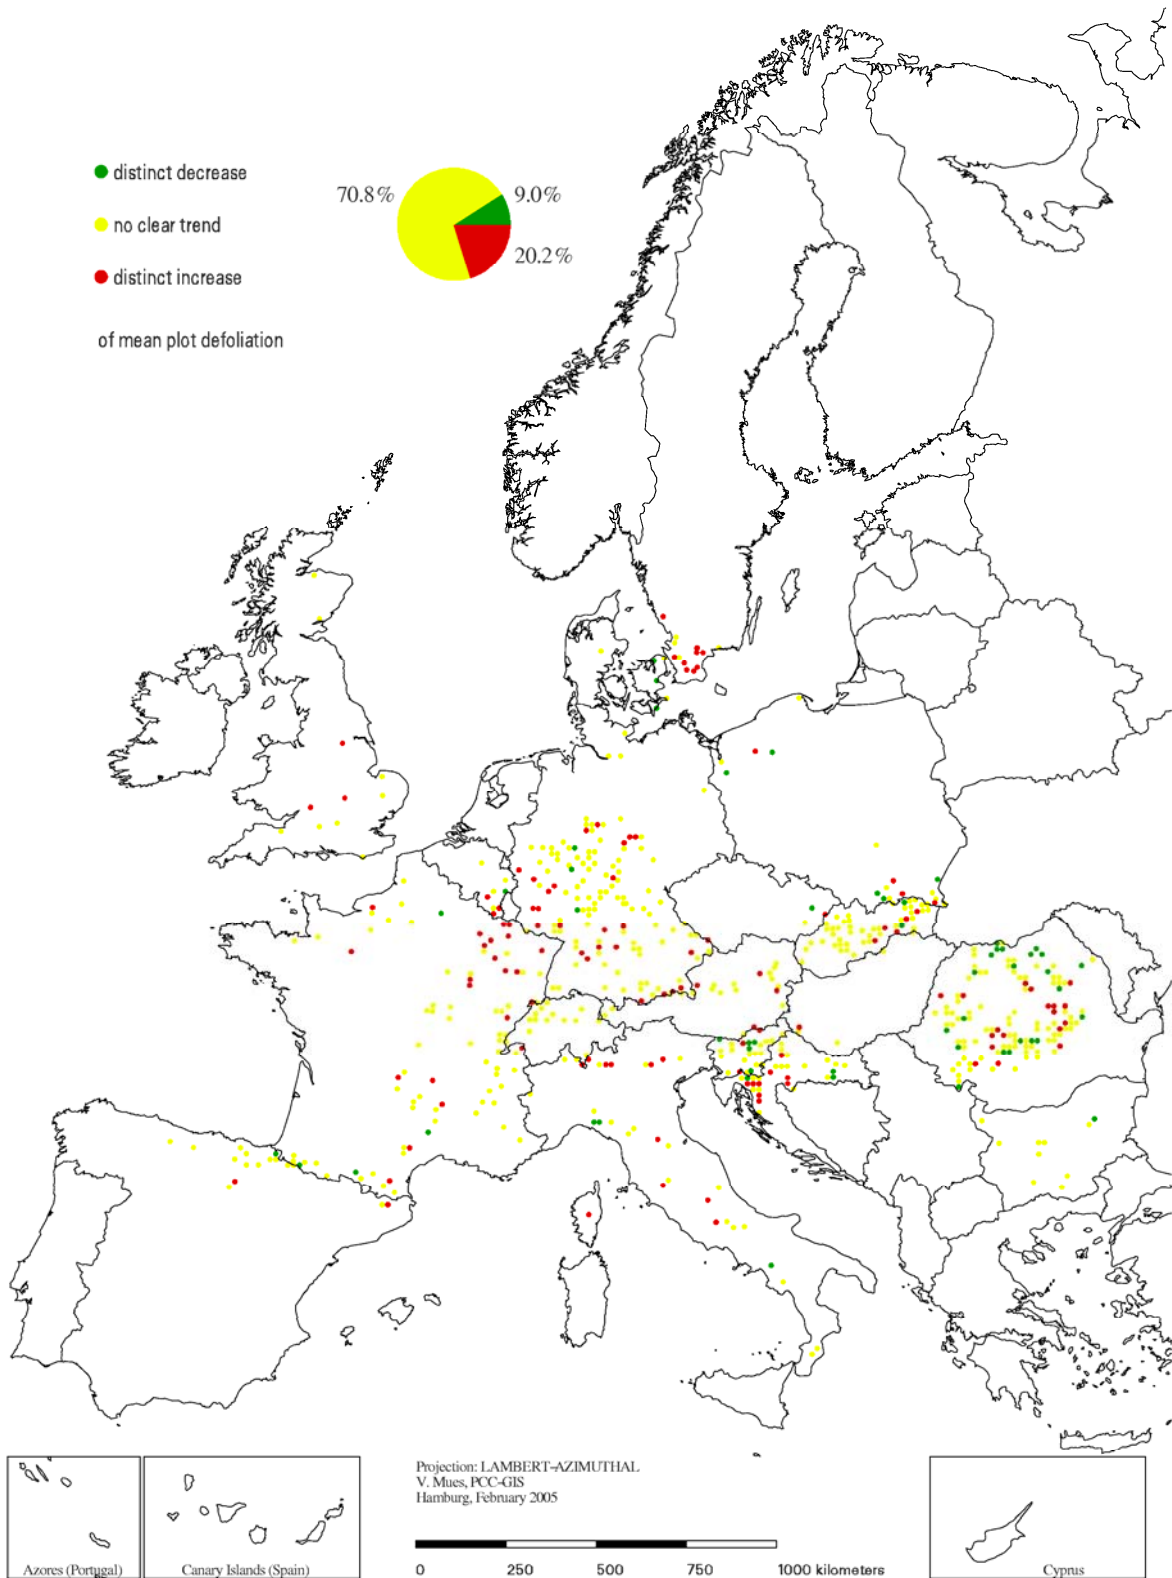 distinct decrease
no clear trend
distinct increase
of mean plot defoliation
70.8%
9.0%
20.2%
Projection: LAMBERT-AZIMUTHAL
V. Mues, PCC-GIS
Hamburg, February 2005
0 250 500 750 1000 kilometers
Azores (Portugal)
Canary Islands (Spain)
Cyprus